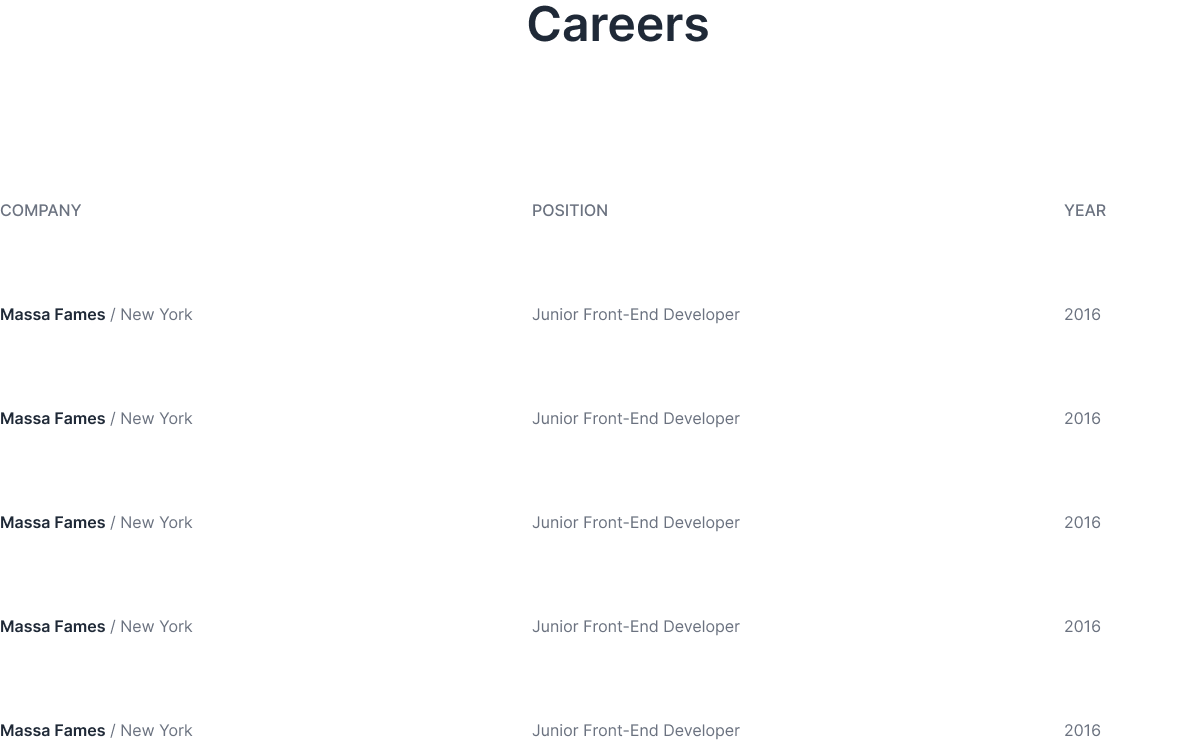 Careers
COMPANY POSITION YEAR
Massa Fames / New York Junior Front-End Developer 2016
Massa Fames / New York Junior Front-End Developer 2016
Massa Fames / New York Junior Front-End Developer 2016
Massa Fames / New York Junior Front-End Developer 2016
Massa Fames / New York Junior Front-End Developer 2016